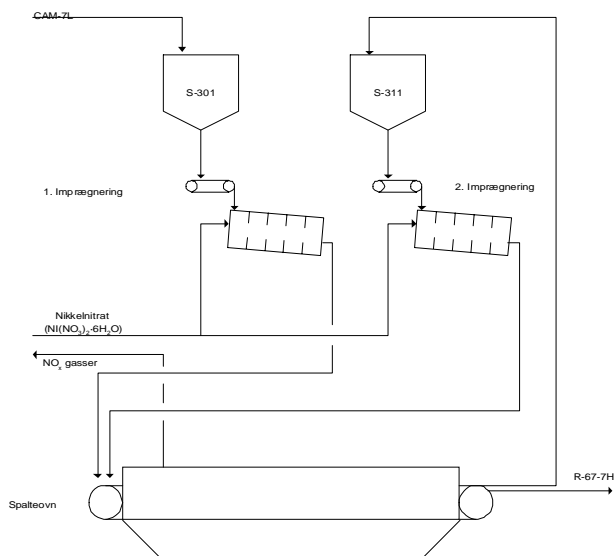 CAM-7L
S-301
S-311
1. Imprægnering
2. Imprægnering
Nikkelnitrat
(NI(NO₃)₂·6H₂O)
NOₓ gasser
R-67-7H
Spalteovn